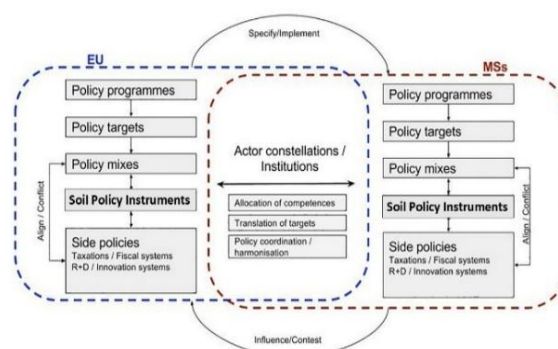 Specify/Implement
EU
MSs
Policy programmes
Policy targets
Policy mixes
Soil Policy Instruments
Side policies
Taxations / Fiscal systems
R+D / Innovation systems
Align / Conflict
Actor constellations /
Institutions
Allocation of competences
Translation of targets
Policy coordination /
harmonisation
Policy programmes
Policy targets
Policy mixes
Soil Policy Instruments
Side policies
Taxations / Fiscal systems
R+D / Innovation systems
Align / Conflict
Influence/Contest